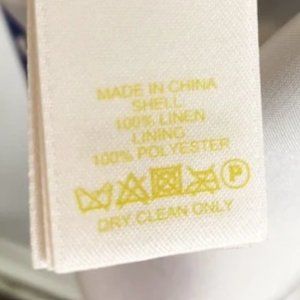 MADE IN CHINA
SHELL
100% LINEN
LINING
100% POLYESTER
P
DRY CLEAN ONLY